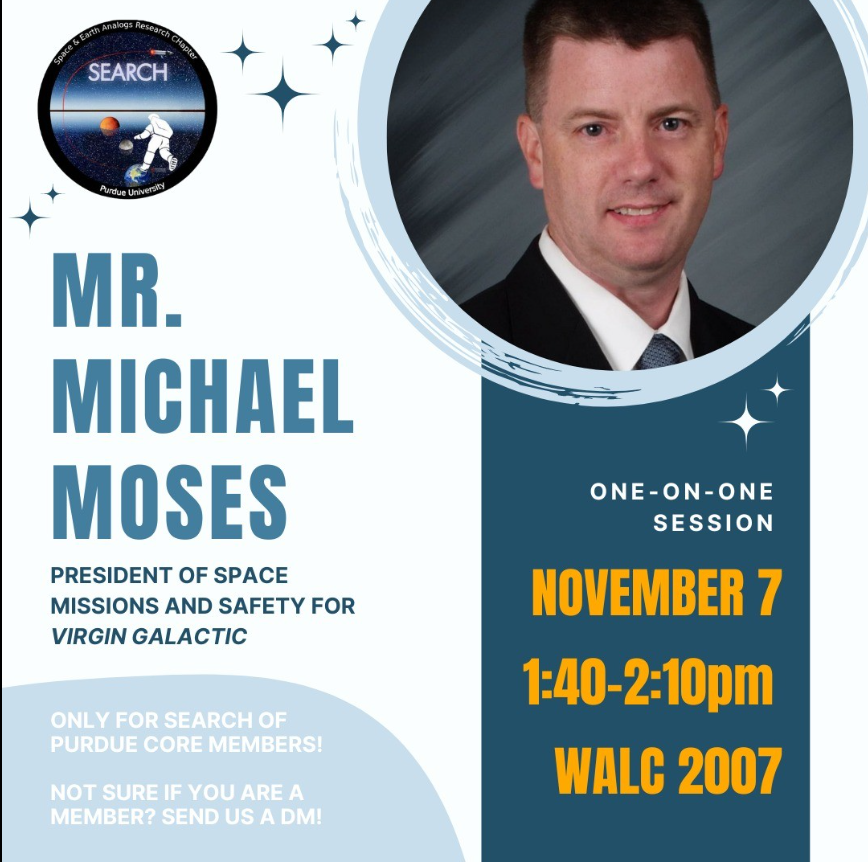 Space & Earth Analogs Research CHapter
SEARCH
Purdue University
MR.
MICHAEL
MOSES
PRESIDENT OF SPACE
MISSIONS AND SAFETY FOR
VIRGIN GALACTIC
ONLY FOR SEARCH OF
PURDUE CORE MEMBERS!
NOT SURE IF YOU ARE A
MEMBER? SEND US A DM!
ONE-ON-ONE
SESSION
NOVEMBER 7
1:40-2:10pm
WALC 2007